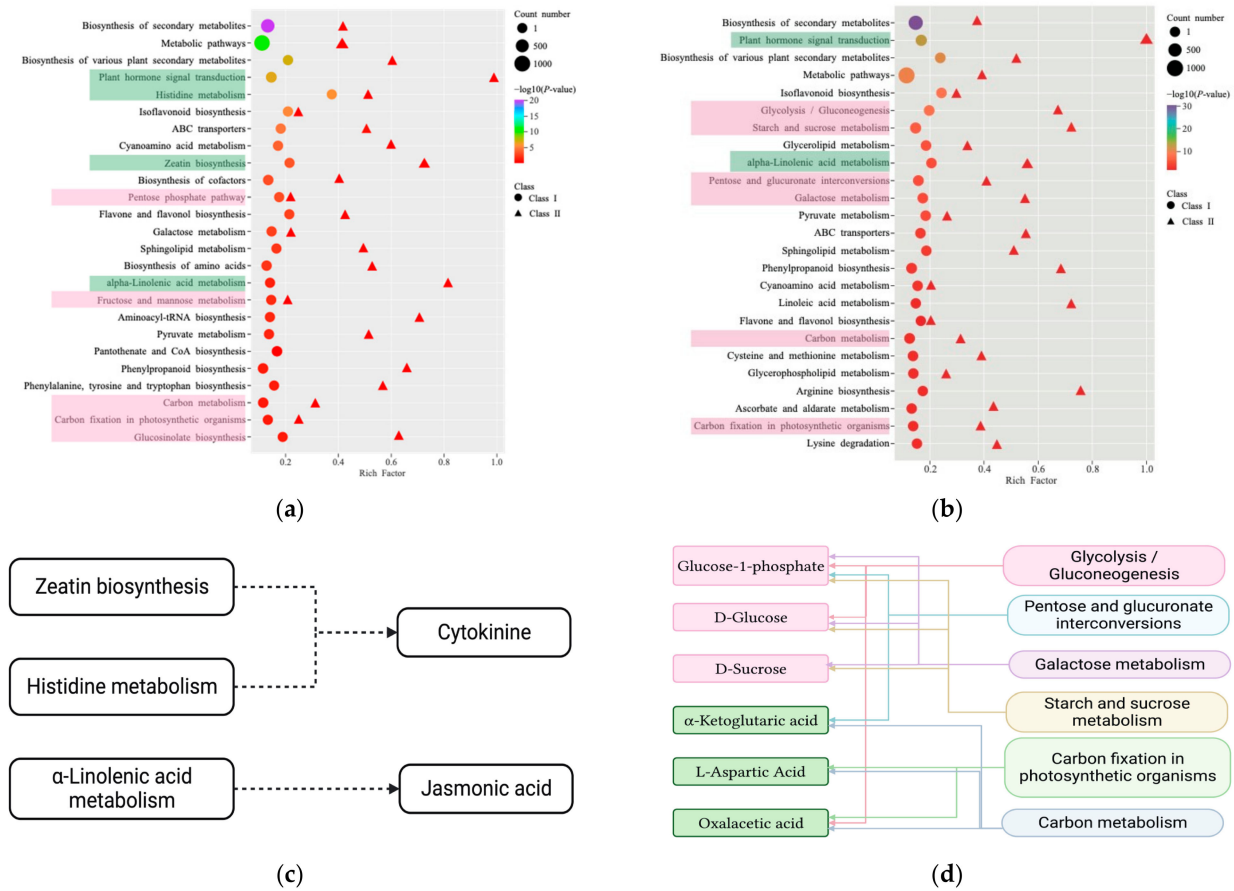 Biosynthesis of secondary metabolites
Metabolic pathways
Biosynthesis of various plant secondary metabolites
Plant hormone signal transduction
Histidine metabolism
Isoflavonoid biosynthesis
ABC transporters
Cyanoamino acid metabolism
Zeatin biosynthesis
Biosynthesis of cofactors
Pentose phosphate pathway
Flavone and flavonol biosynthesis
Galactose metabolism
Sphingolipid metabolism
Biosynthesis of amino acids
alpha-Linolenic acid metabolism
Fructose and mannose metabolism
Aminoacyl-tRNA biosynthesis
Pyruvate metabolism
Pantothenate and CoA biosynthesis
Phenylpropanoid biosynthesis
Phenylalanine, tyrosine and tryptophan biosynthesis
Carbon metabolism
Carbon fixation in photosynthetic organisms
Glucosinolate biosynthesis
0.2 0.4 0.6 0.8 1.0
Rich Factor
Count number
1
500
1000
−log10(P-value)
20
15
10
5
Class
Class I
Class II
(a)
Biosynthesis of secondary metabolites
Plant hormone signal transduction
Biosynthesis of various plant secondary metabolites
Metabolic pathways
Isoflavonoid biosynthesis
Glycolysis / Gluconeogenesis
Starch and sucrose metabolism
Glycerolipid metabolism
alpha-Linolenic acid metabolism
Pentose and glucuronate interconversions
Galactose metabolism
Pyruvate metabolism
ABC transporters
Sphingolipid metabolism
Phenylpropanoid biosynthesis
Cyanoamino acid metabolism
Linoleic acid metabolism
Flavone and flavonol biosynthesis
Carbon metabolism
Cysteine and methionine metabolism
Glycerophospholipid metabolism
Arginine biosynthesis
Ascorbate and aldarate metabolism
Carbon fixation in photosynthetic organisms
Lysine degradation
0.2 0.4 0.6 0.8 1.0
Rich Factor
Count number
1
500
1000
−log10(P-value)
30
20
10
Class
Class I
Class II
(b)
Zeatin biosynthesis
Histidine metabolism
Cytokinine
α-Linolenic acid
metabolism
Jasmonic acid
(c)
Glucose-1-phosphate
D-Glucose
D-Sucrose
α-Ketoglutaric acid
L-Aspartic Acid
Oxalacetic acid
Glycolysis /
Gluconeogenesis
Pentose and glucuronate
interconversions
Galactose metabolism
Starch and sucrose
metabolism
Carbon fixation in
photosynthetic organisms
Carbon metabolism
(d)